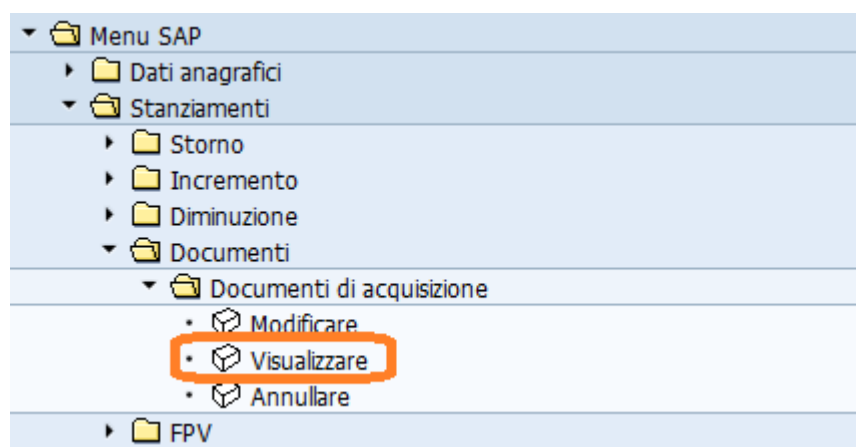 Menu SAP
Dati anagrafici
Stanziamenti
Storno
Incremento
Diminuzione
Documenti
Documenti di acquisizione
Modificare
Visualizzare
Annullare
FPV